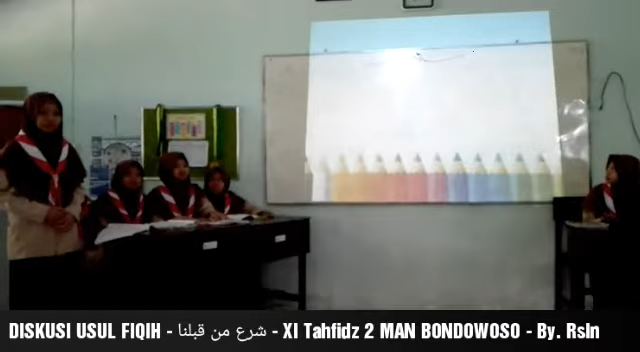 DISKUSI USUL FIQIH - شرع من قبلنا - XI Tahfidz 2 MAN BONDOWOSO - By. Rsln